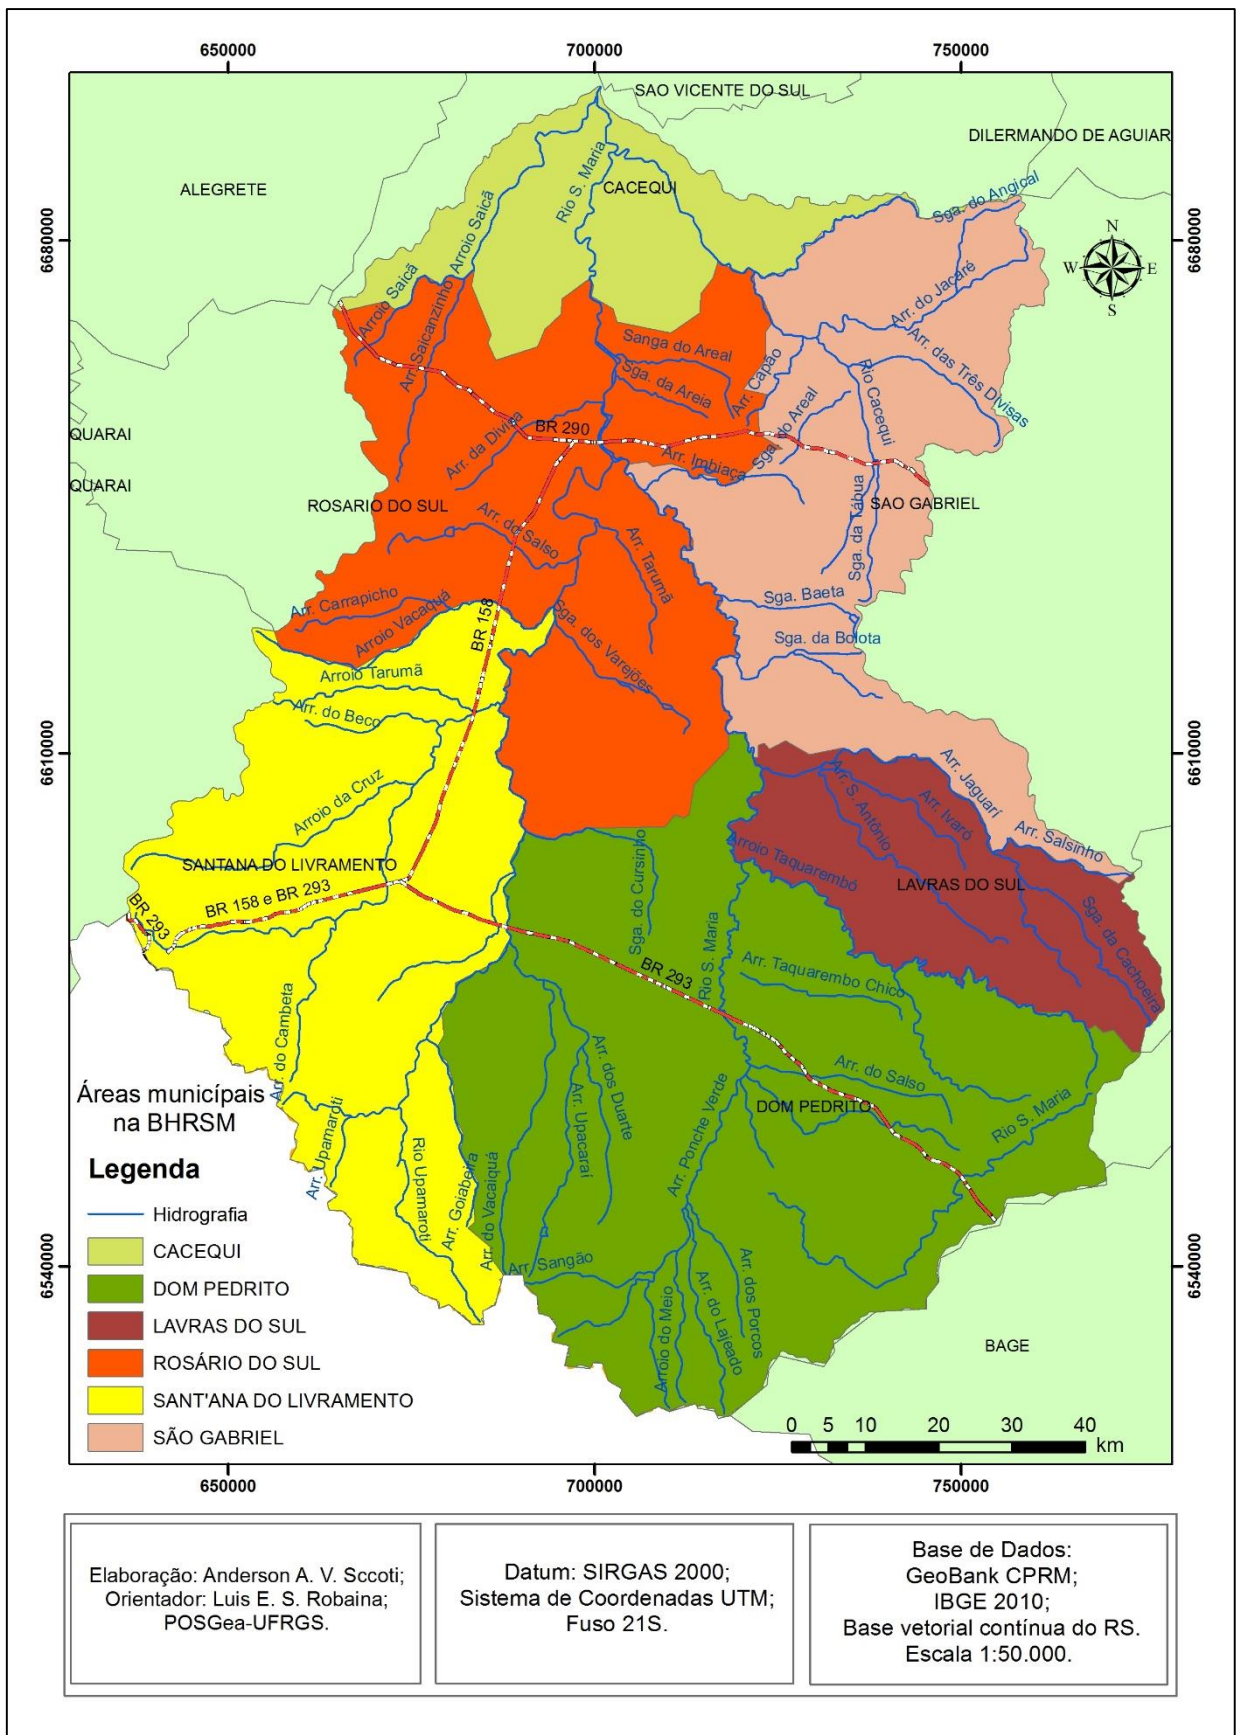 650000
700000
750000
SAO VICENTE DO SUL
DILERMANDO DE AGUIAR
ALEGRETE
CACEQUI
Rio S. Maria
Sga. do Angical
Arroio Saicã
6680000
6680000
N
W
E
S
Arroio Saicã
Arr. Saicanzinho
Arr. do Jacaré
Sanga do Areal
Sga. da Areia
Arr. Capão
Arr. das Três Divisas
Rio Cacequi
QUARAI
Arr. da Divisa
BR 290
Sga. do Areal
Arr. Imbiaça
QUARAI
ROSARIO DO SUL
SAO GABRIEL
Sga. da Tábua
Arr. do Salso
Arr. Tarumã
Arr. Carrapicho
Sga. Baeta
Arroio Vacaquá
BR 158
Sga. dos Varejões
Sga. da Bolota
Arroio Tarumã
Arr. do Beco
6610000
6610000
Arr. Jaguarí
Arroio da Cruz
Arr. S. Antônio
Arr. Ivaró
Arr. Salsinho
SANTANA DO LIVRAMENTO
Sga. do Cursinho
Arroio Taquarembó
LAVRAS DO SUL
BR 158 e BR 293
BR 293
Sga. da Cachoeira
Rio S. Maria
BR 293
Arr. Taquarembo Chico
Arr. do Cambeta
Arr. dos Duarte
Arr. do Salso
Áreas municípais
na BHRSM
Arr. Upacaraí
Arr. Ponche Verde
DOM PEDRITO
Rio S. Maria
Arr. Upamaroti
Rio Upamaroti
Arr. Goiabeira
Arr. do Vacaiquá
Legenda
Hidrografia
CACEQUI
DOM PEDRITO
LAVRAS DO SUL
ROSÁRIO DO SUL
SANT'ANA DO LIVRAMENTO
SÃO GABRIEL
6540000
6540000
Arr. Sangão
Arroio do Meio
Arr. do Lajeado
Arr. dos Porcos
BAGE
0 5 10 20 30 40
km
650000
700000
750000
Elaboração: Anderson A. V. Sccoti;
Orientador: Luis E. S. Robaina;
POSGea-UFRGS.
Datum: SIRGAS 2000;
Sistema de Coordenadas UTM;
Fuso 21S.
Base de Dados:
GeoBank CPRM;
IBGE 2010;
Base vetorial contínua do RS.
Escala 1:50.000.